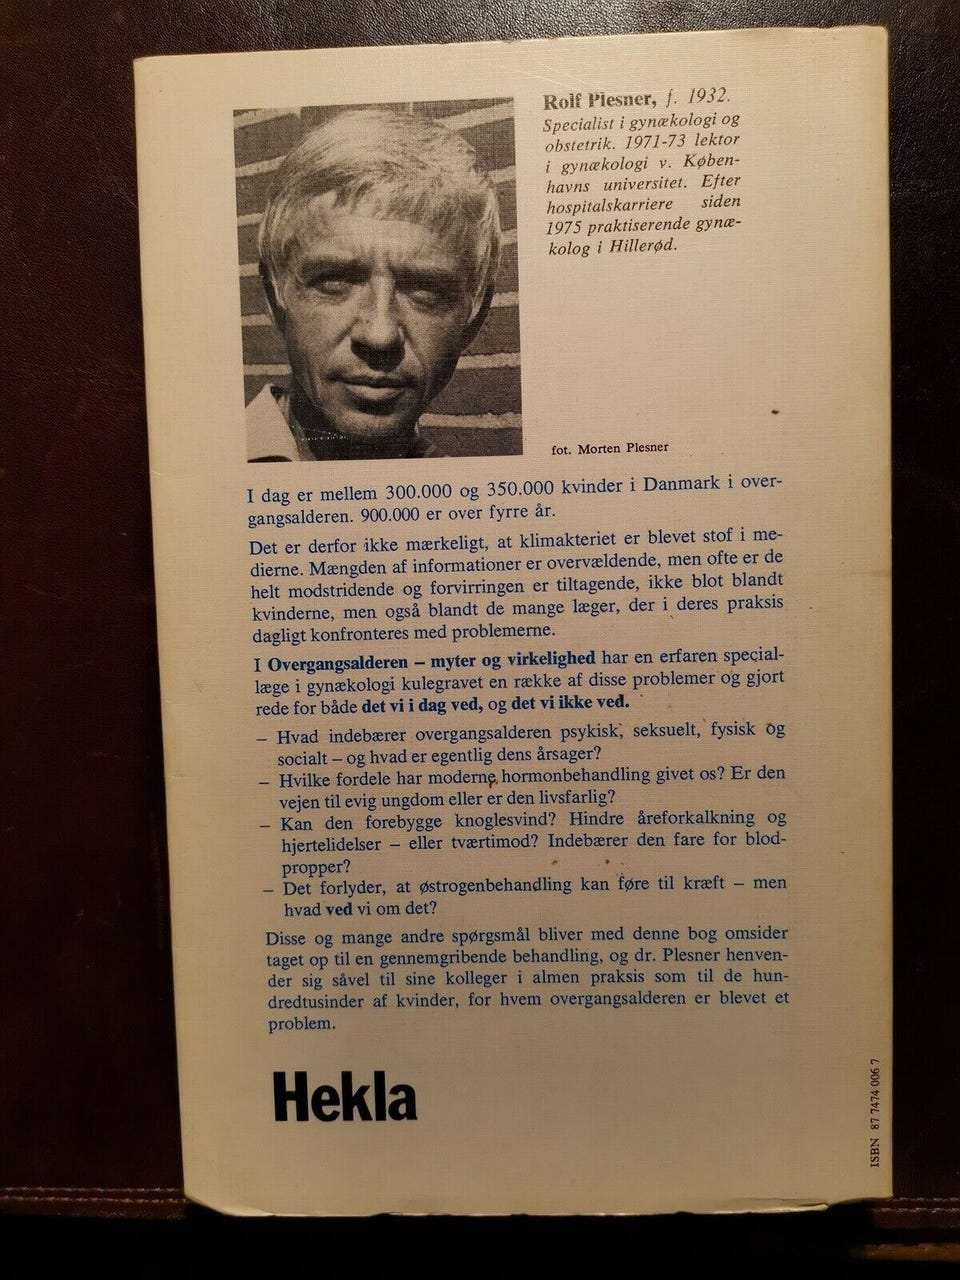 Rolf Plesner, f. 1932.
Specialist i gynækologi og
obstetrik. 1971-73 lektor
i gynækologi v. Køben-
havns universitet. Efter
hospitalskarriere siden
1975 praktiserende gynæ-
kolog i Hillerød.
fot. Morten Plesner
I dag er mellem 300.000 og 350.000 kvinder i Danmark i over-
gangsalderen. 900.000 er over fyrre år.
Det er derfor ikke mærkeligt, at klimakteriet er blevet stof i me-
dierne. Mængden af informationer er overvældende, men ofte er de
helt modstridende og forvirringen er tiltagende, ikke blot blandt
kvinderne, men også blandt de mange læger, der i deres praksis
dagligt konfronteres med problemerne.
I Overgangsalderen – myter og virkelighed har en erfaren special-
læge i gynækologi kulegravet en række af disse problemer og gjort
rede for både det vi i dag ved, og det vi ikke ved.
– Hvad indebærer overgangsalderen psykisk, seksuelt, fysisk og
socialt – og hvad er egentlig dens årsager?
– Hvilke fordele har moderne hormonbehandling givet os? Er den
vejen til evig ungdom eller er den livsfarlig?
– Kan den forebygge knoglesvind? Hindre åreforkalkning og
hjertelidelser – eller tværtimod? Indebærer den fare for blod-
propper?
– Det forlyder, at østrogenbehandling kan føre til kræft – men
hvad ved vi om det?
Disse og mange andre spørgsmål bliver med denne bog omsider
taget op til en gennemgribende behandling, og dr. Plesner henven-
der sig såvel til sine kolleger i almen praksis som til de hun-
dredtusinder af kvinder, for hvem overgangsalderen er blevet et
problem.
Hekla
ISBN 87 7474 006 7